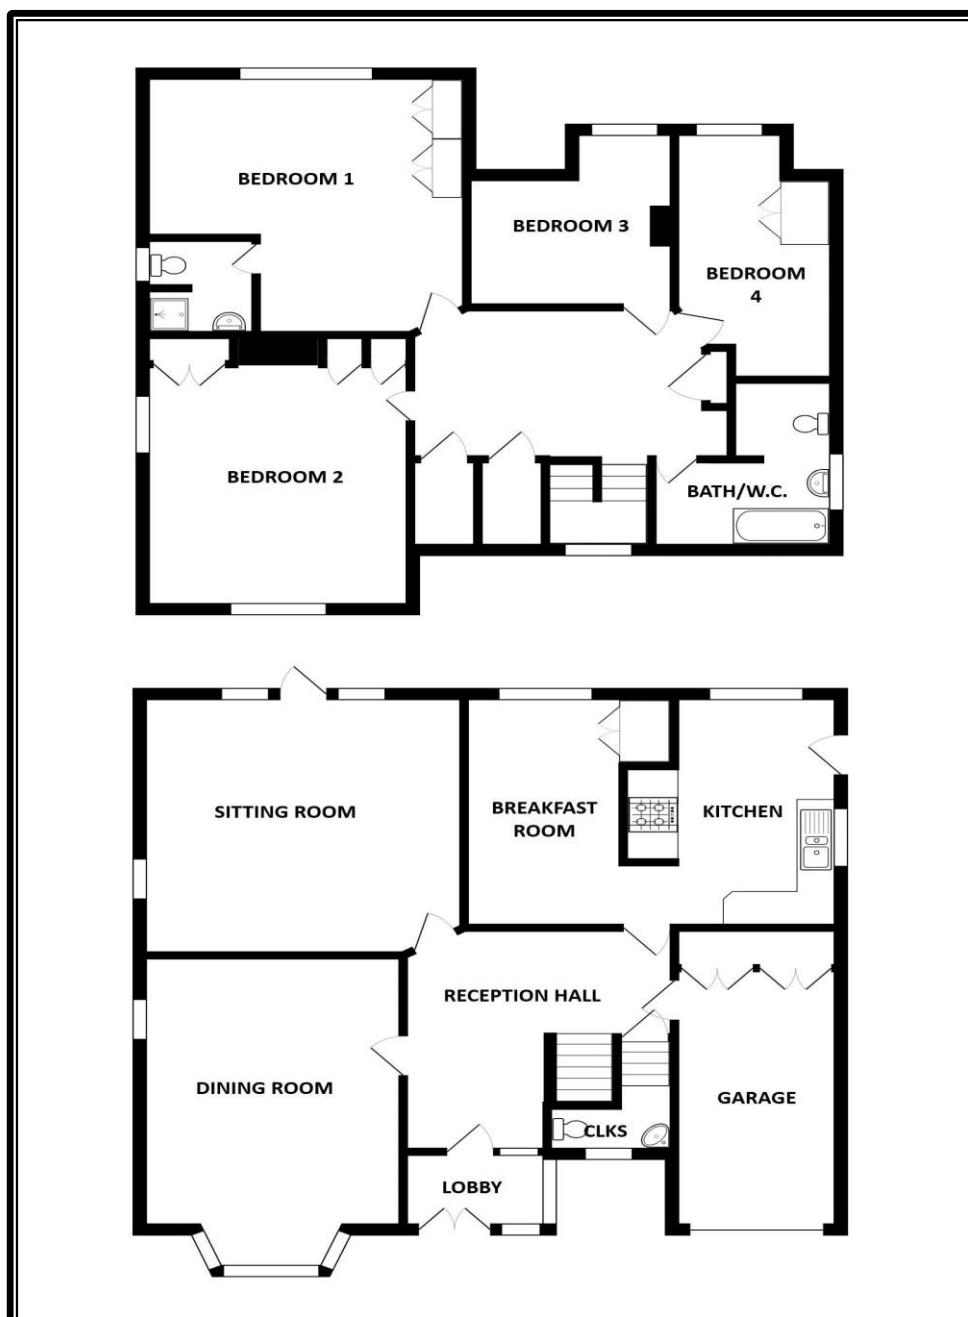 BEDROOM 1
BEDROOM 3
BEDROOM
4
BEDROOM 2
BATH/W.C.
SITTING ROOM
BREAKFAST
ROOM
KITCHEN
RECEPTION HALL
DINING ROOM
GARAGE
CLKS
LOBBY